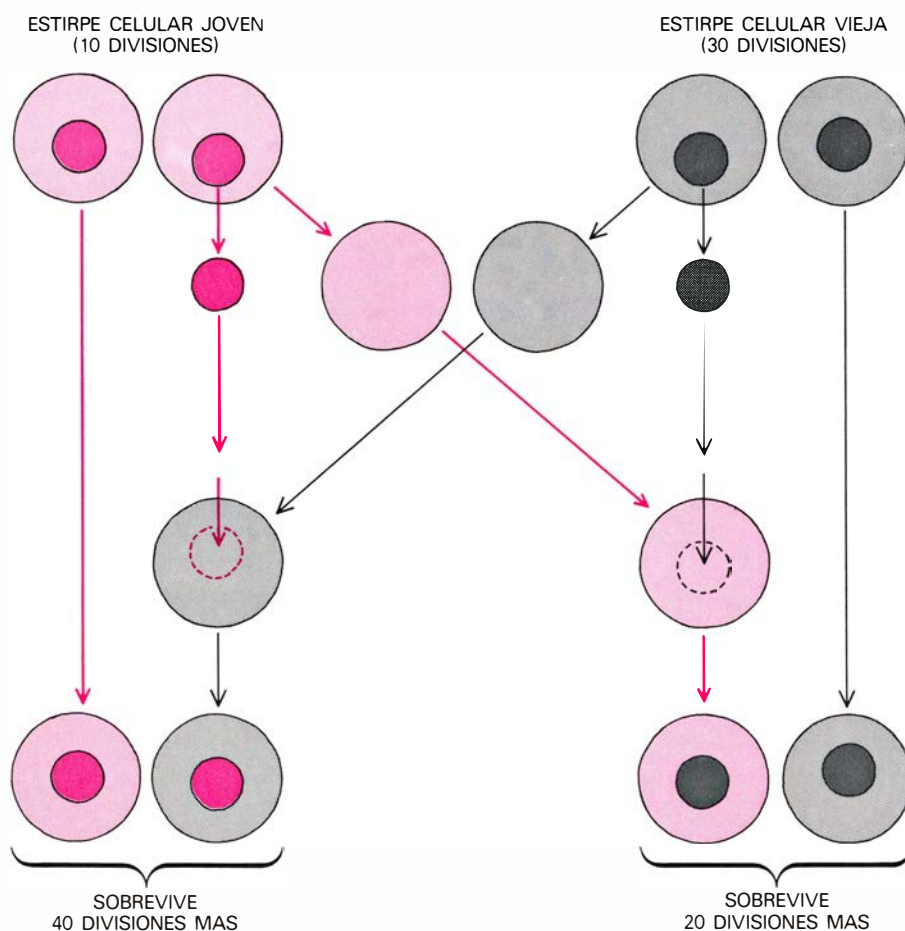 ESTIRPE CELULAR JOVEN
(10 DIVISIONES)
ESTIRPE CELULAR VIEJA
(30 DIVISIONES)
SOBREVIVE
40 DIVISIONES MAS
SOBREVIVE
20 DIVISIONES MAS